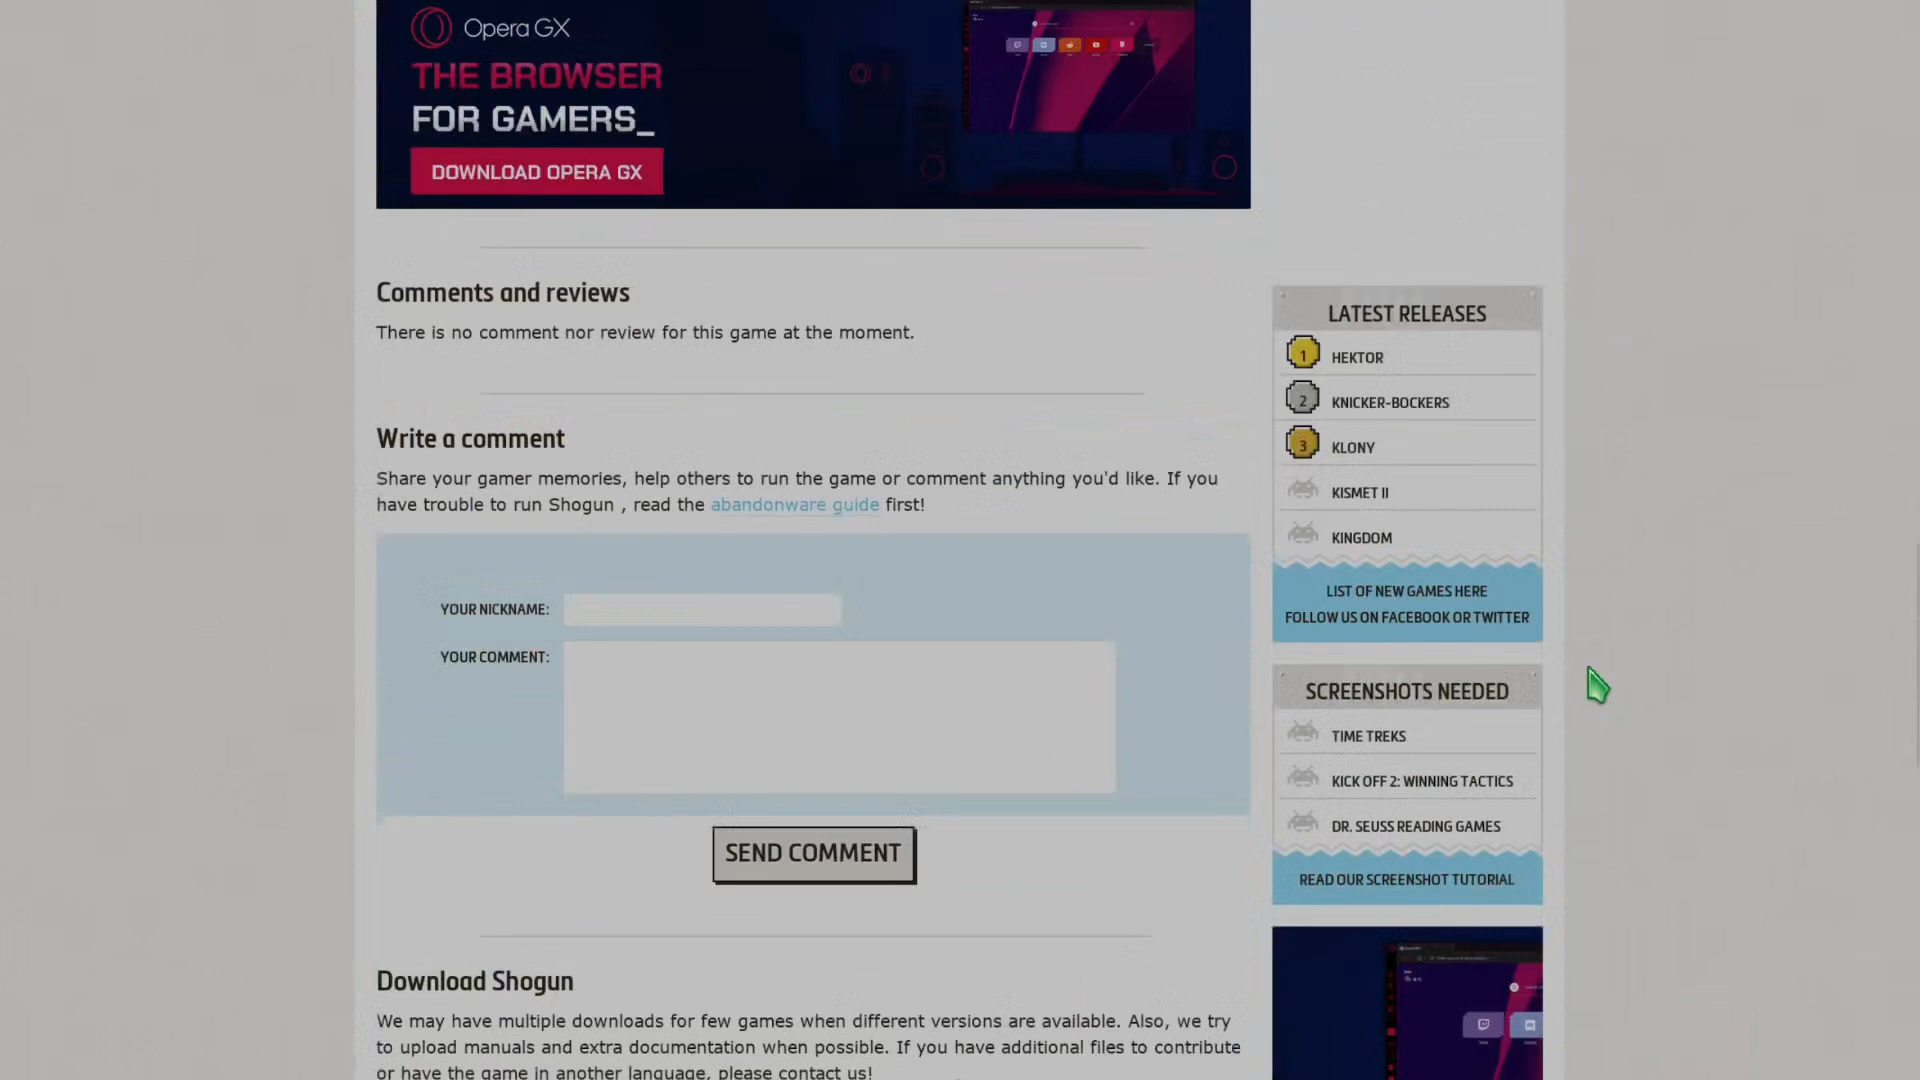 Opera GX
THE BROWSER
FOR GAMERS_
DOWNLOAD OPERA GX
Comments and reviews
There is no comment nor review for this game at the moment.
Write a comment
Share your gamer memories, help others to run the game or comment anything you'd like. If you
have trouble to run Shogun , read the abandonware guide first!
YOUR NICKNAME:
YOUR COMMENT:
SEND COMMENT
Download Shogun
We may have multiple downloads for few games when different versions are available. Also, we try
to upload manuals and extra documentation when possible. If you have additional files to contribute
or have the game in another language, please contact us!
LATEST RELEASES
1 HEKTOR
2 KNICKER-BOCKERS
3 KLONY
KISMET II
KINGDOM
LIST OF NEW GAMES HERE
FOLLOW US ON FACEBOOK OR TWITTER
SCREENSHOTS NEEDED
TIME TREKS
KICK OFF 2: WINNING TACTICS
DR. SEUSS READING GAMES
READ OUR SCREENSHOT TUTORIAL